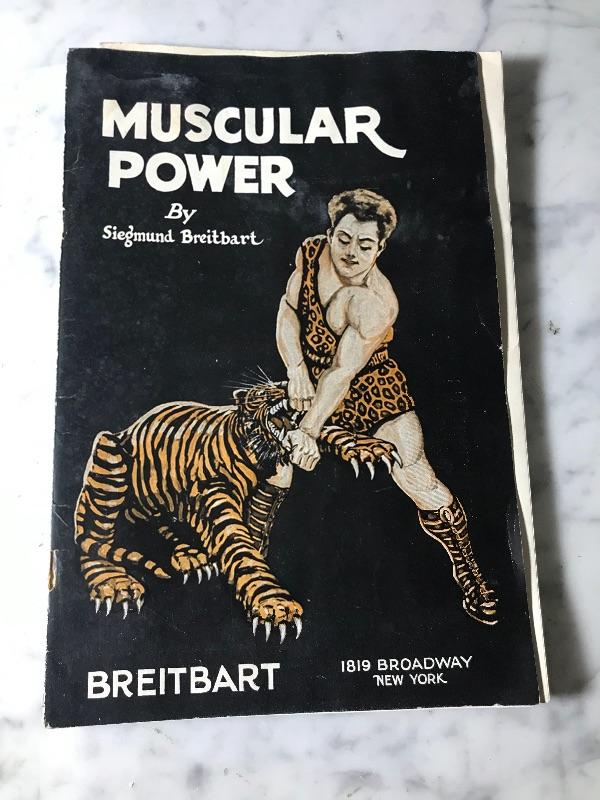 MUSCULAR
POWER
By
Siegmund Breitbart
BREITBART
1819 BROADWAY
NEW YORK